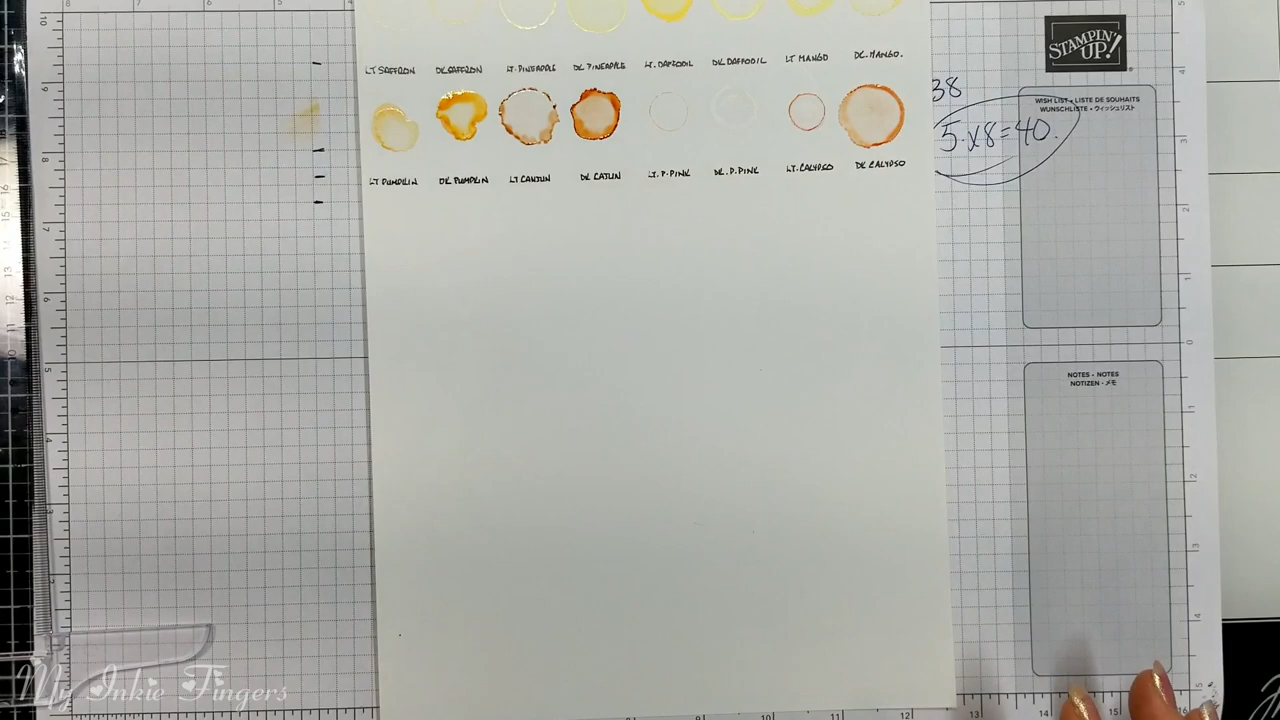 LT SAFFRON DK SAFFRON LT. PINEAPPLE DK PINEAPPLE LT. DAFFODIL DK DAFFODIL LT MANGO DK. MANGO.
LT PUMPKIN DK PUMPKIN LT CANJUN DK CAJUN LT. P. PINK DK. P. PINK LT. CALYPSO DK CALYPSO
38
5 x 8 = 40.
STAMPIN' UP!
WISH LIST • LISTE DE SOUHAITS
WUNSCHLISTE • ウィッシュリスト
NOTES • NOTES
NOTIZEN • メモ
My Inkie Fingers